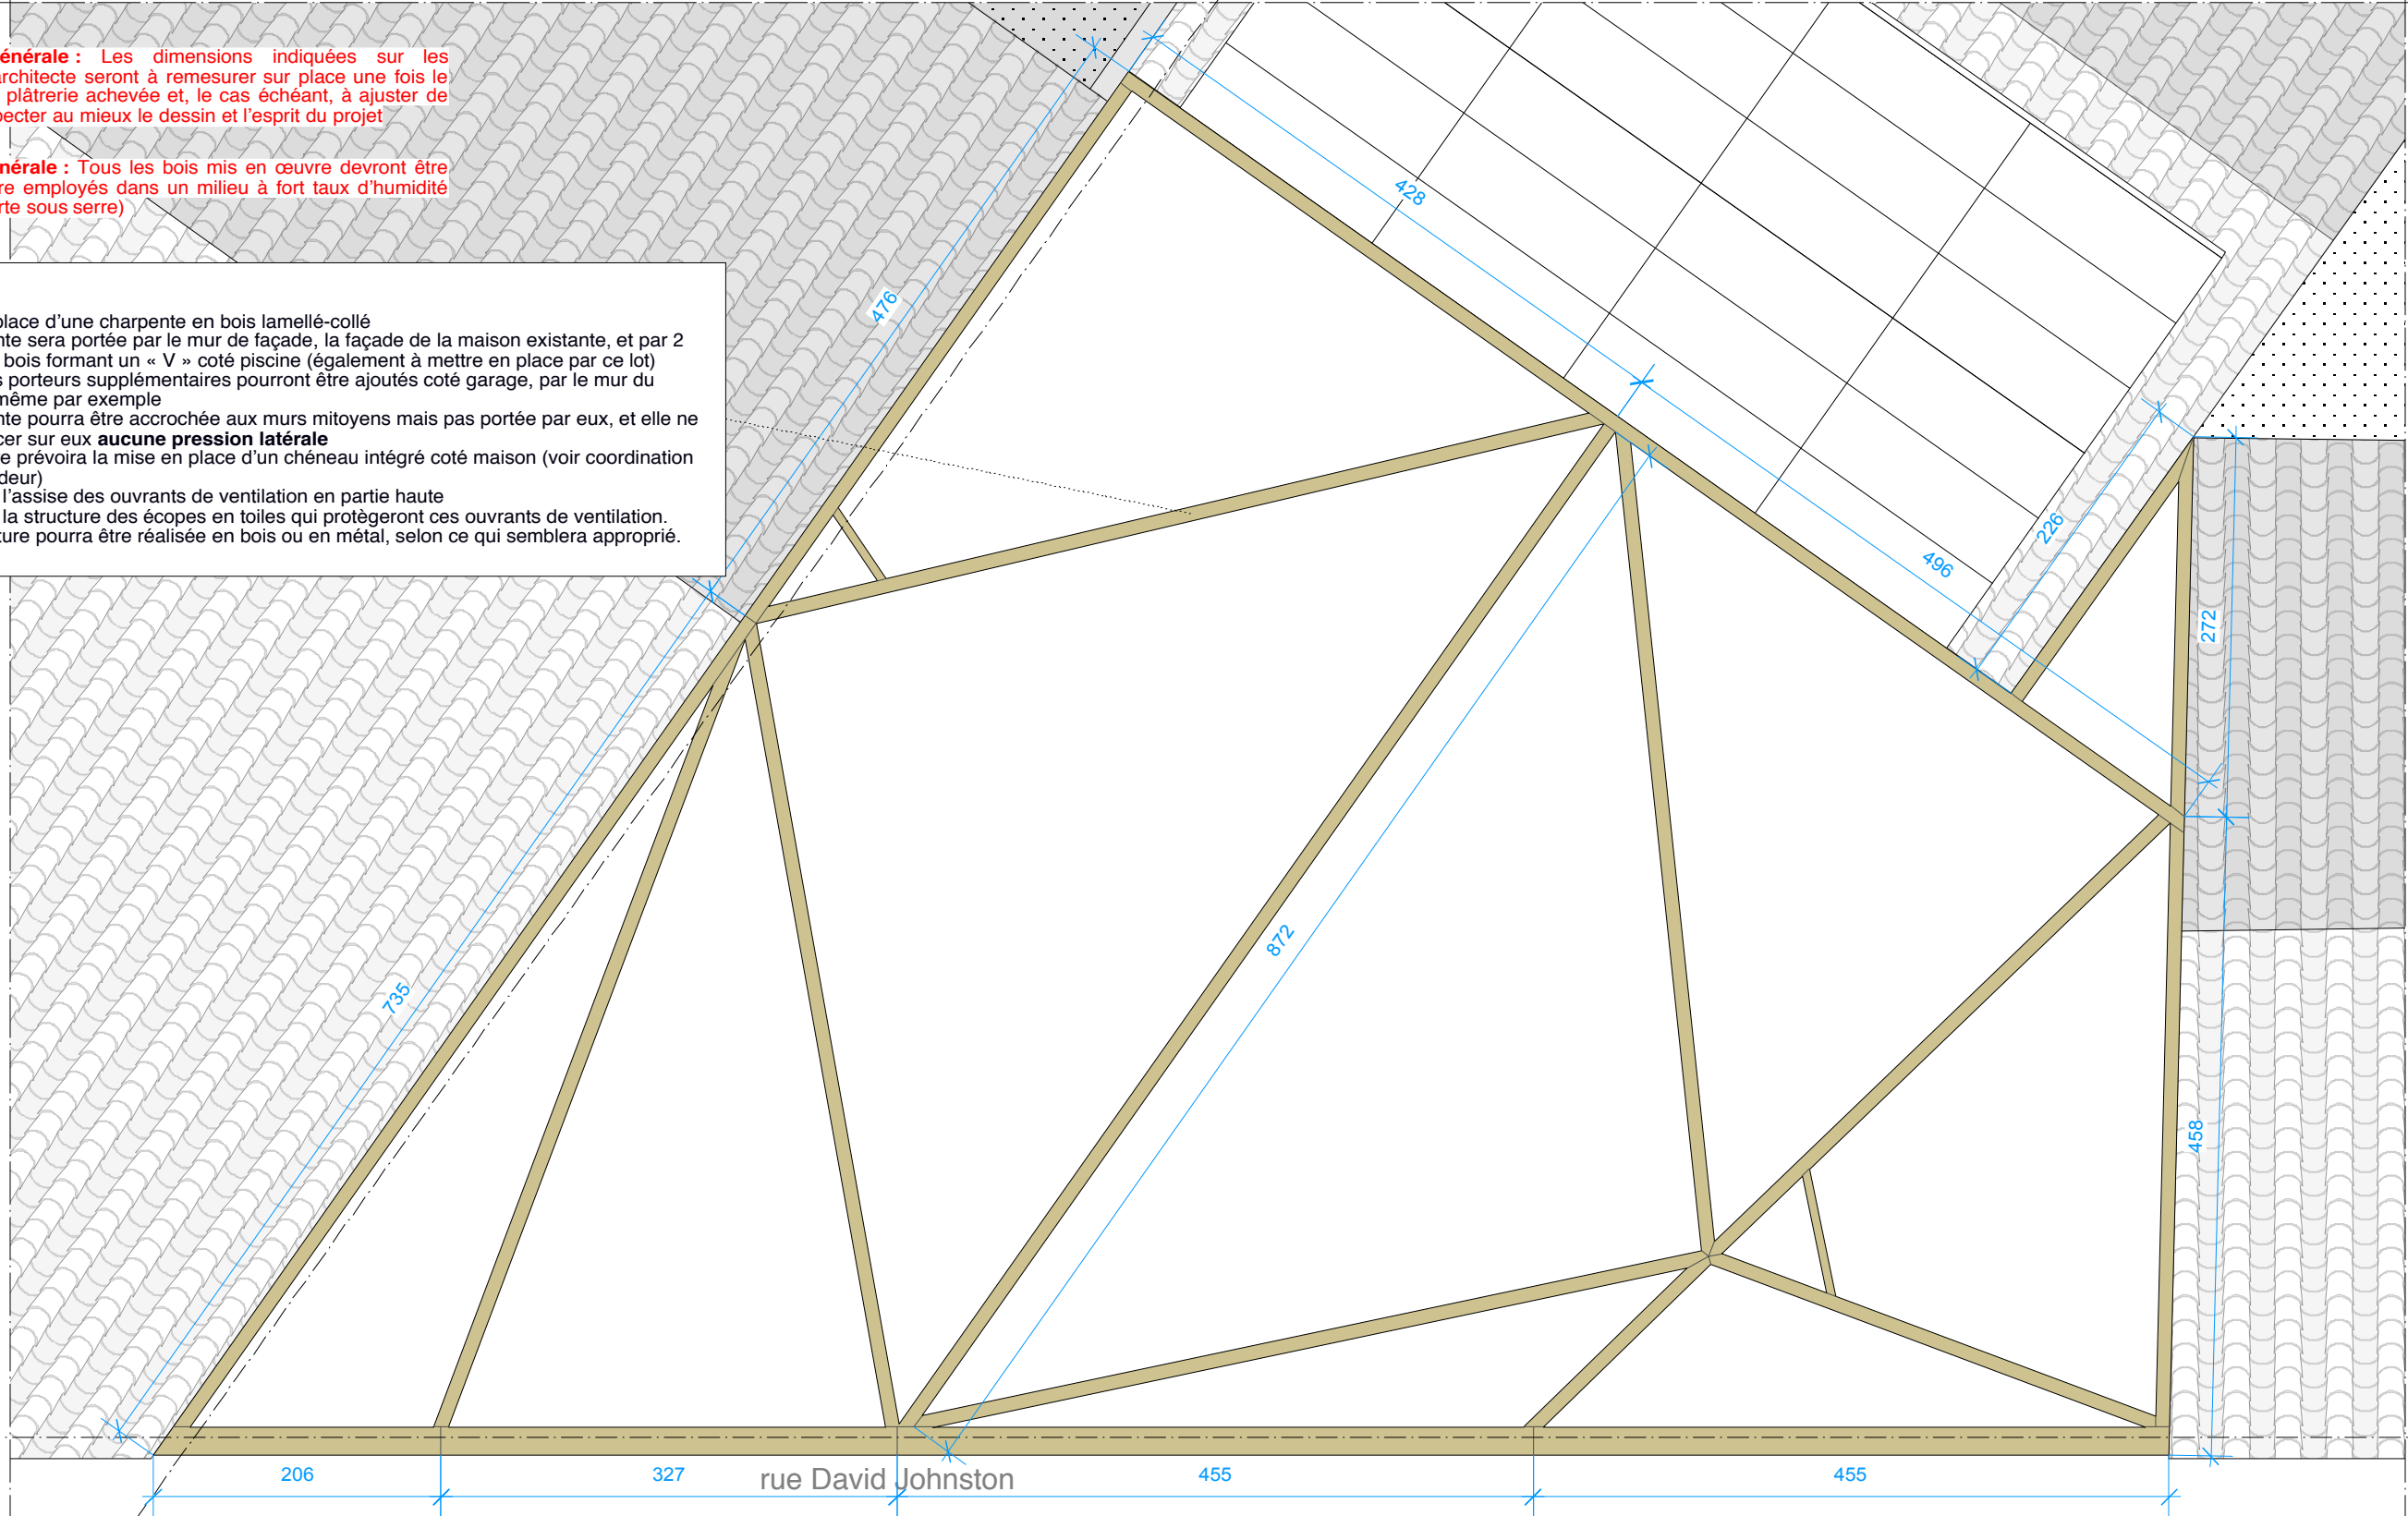 énérale : Les dimensions indiquées sur les
architecte seront à remesurer sur place une fois le
plâtrerie achevée et, le cas échéant, à ajuster de
pecter au mieux le dessin et l'esprit du projet
nérale : Tous les bois mis en œuvre devront être
re employés dans un milieu à fort taux d'humidité
rte sous serre)
place d'une charpente en bois lamellé-collé
nte sera portée par le mur de façade, la façade de la maison existante, et par 2
bois formant un « V » coté piscine (également à mettre en place par ce lot)
s porteurs supplémentaires pourront être ajoutés coté garage, par le mur du
même par exemple
nte pourra être accrochée aux murs mitoyens mais pas portée par eux, et elle ne
cer sur eux aucune pression latérale
re prévoira la mise en place d'un chéneau intégré coté maison (voir coordination
deur)
l'assise des ouvrants de ventilation en partie haute
la structure des écopes en toiles qui protègeront ces ouvrants de ventilation.
ture pourra être réalisée en bois ou en métal, selon ce qui semblera approprié.
428
476
226
496
272
872
735
458
206
327
455
455
rue David Johnston